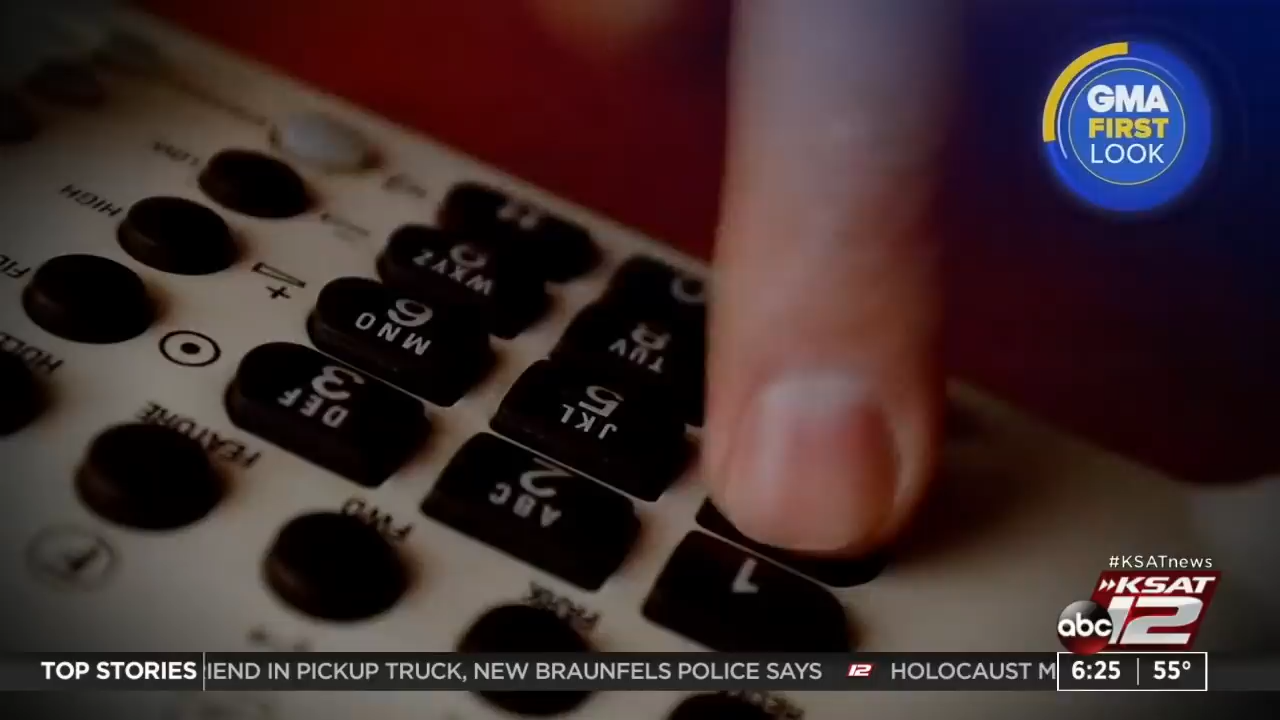 GMA
FIRST
LOOK
LOW
HIGH
WXYZ
9
6
MNO
8
TUV
3
DEF
5
JKL
FEATURE
2
ABC
FWD
1
#KSATnews
KSAT
abc 12
TOP STORIES IEND IN PICKUP TRUCK, NEW BRAUNFELS POLICE SAYS 12 HOLOCAUST M 6:25 55°